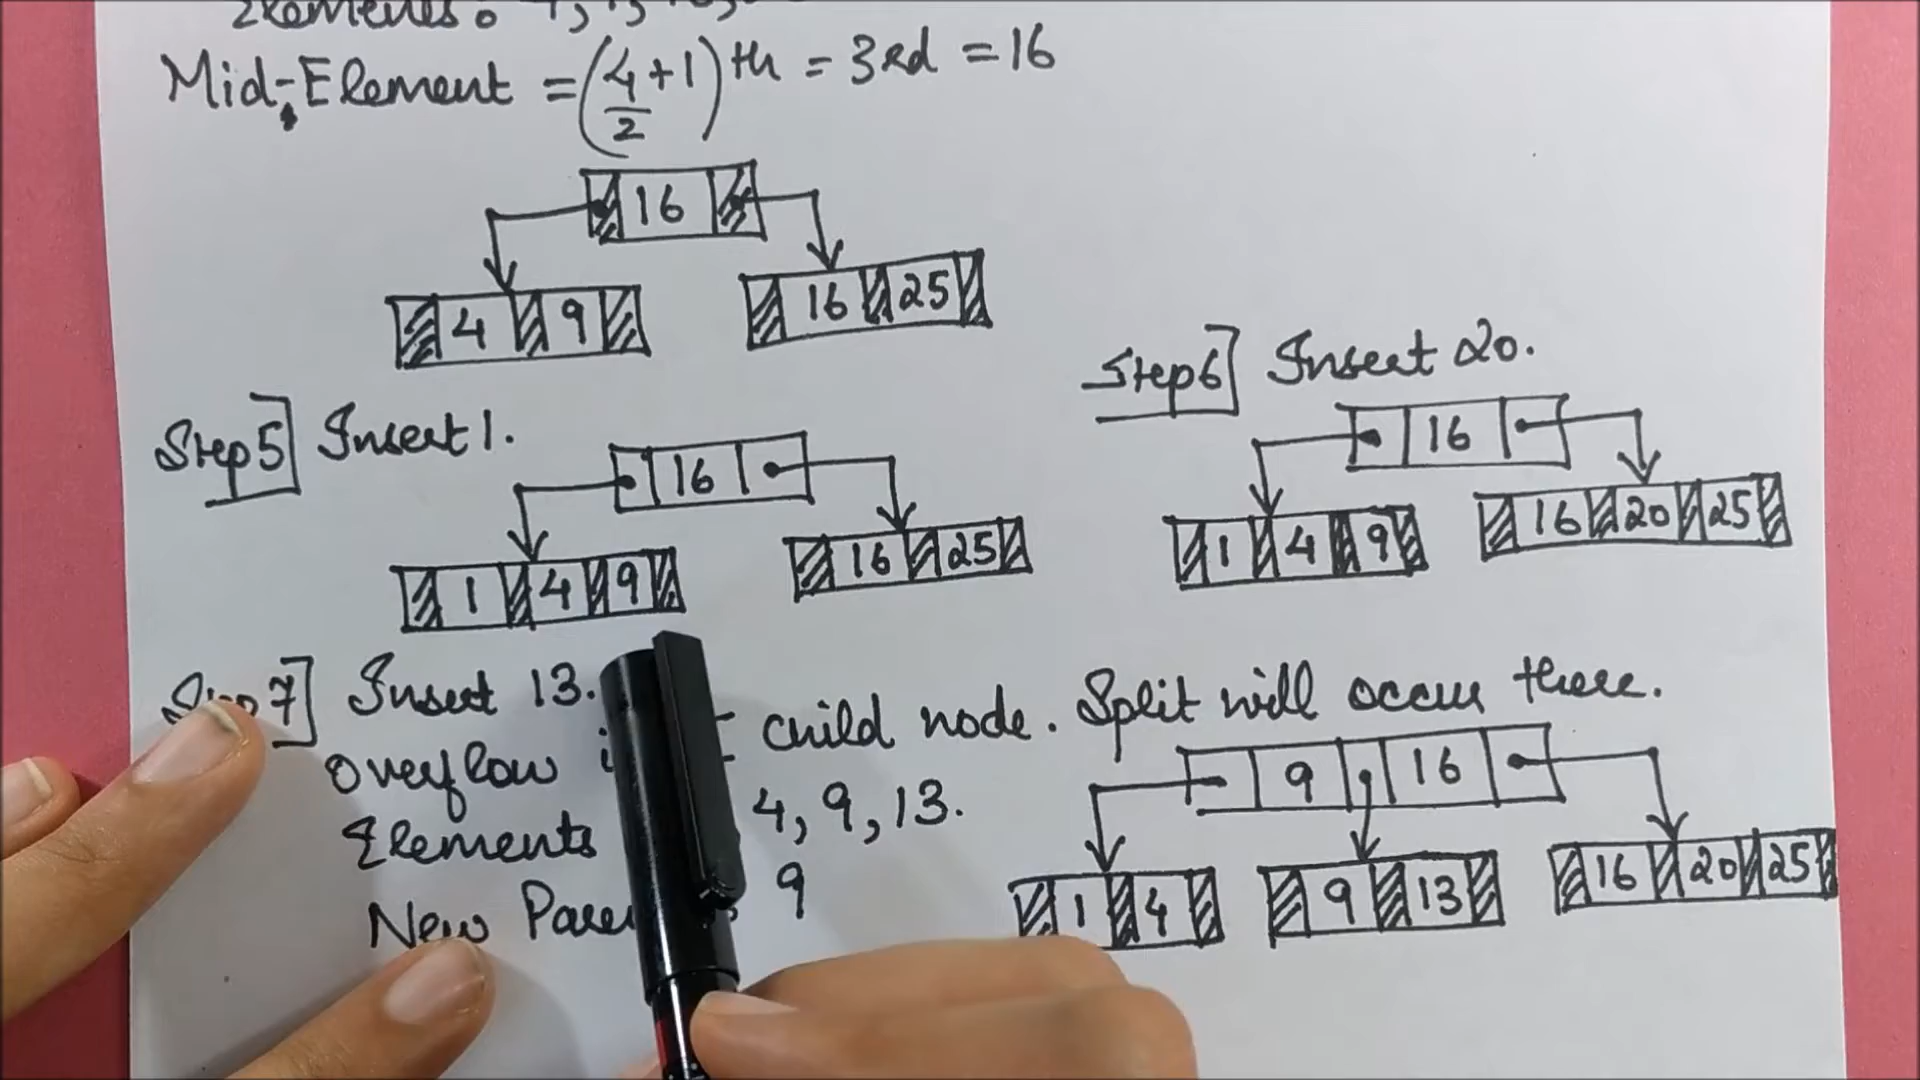 Elements:
Mid-Element = (4/2 + 1)th = 3rd = 16
16
4 9
16 25
Step5] Insert 1.
16
1 4 9
16 25
Step6] Insert 20.
16
1 4 9
16 20 25
Insert 13.
Overflow child node. Split will occur there.
Elements 4, 9, 13.
New 9
9 16
1 4
9 13
16 20 25